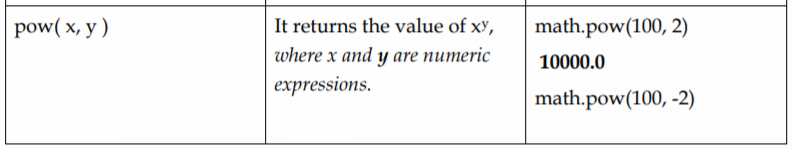 pow( x, y )
It returns the value of xʸ,
where x and y are numeric
expressions.
math.pow(100, 2)
10000.0
math.pow(100, -2)